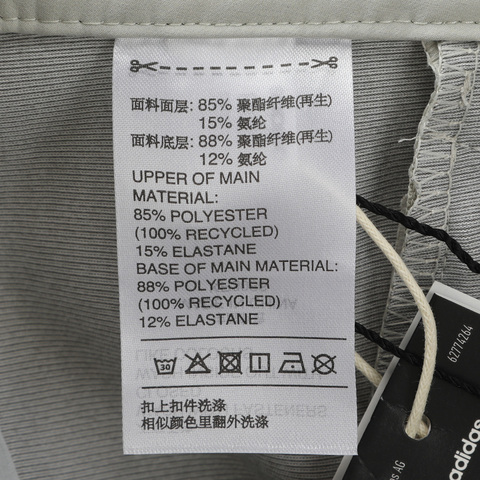 面料面层: 85% 聚酯纤维(再生)
15% 氨纶
面料底层: 88% 聚酯纤维(再生)
12% 氨纶
UPPER OF MAIN
MATERIAL:
85% POLYESTER
(100% RECYCLED)
15% ELASTANE
BASE OF MAIN MATERIAL:
88% POLYESTER
(100% RECYCLED)
12% ELASTANE
30
扣上扣件洗涤
相似颜色里翻外洗涤
62774264
adidas
AG